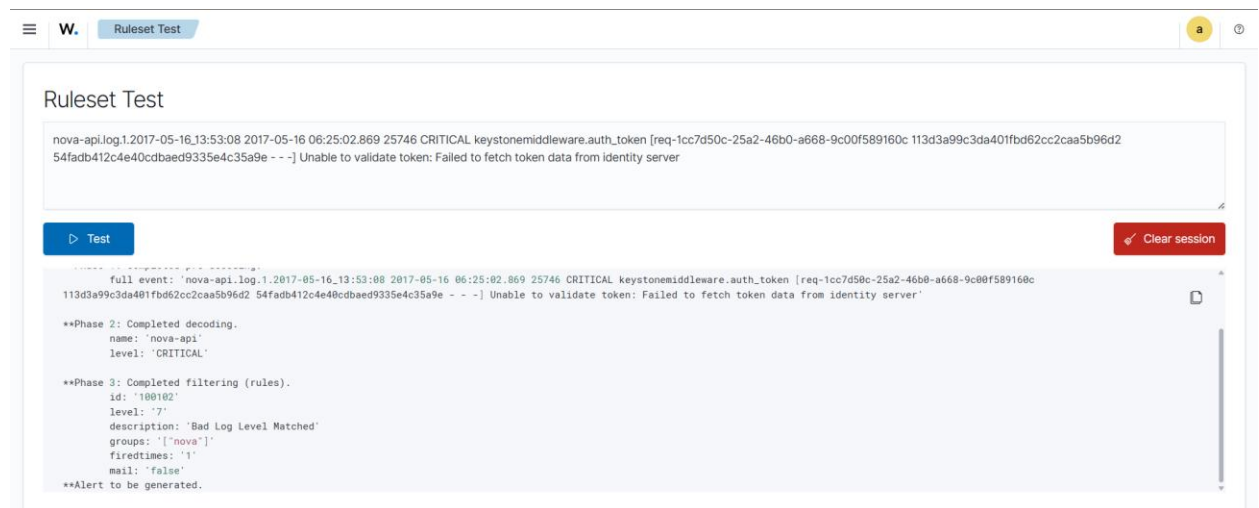 W.
Ruleset Test
a
Ruleset Test
nova-api.log.1.2017-05-16_13:53:08 2017-05-16 06:25:02.869 25746 CRITICAL keystonemiddleware.auth_token [req-1cc7d50c-25a2-46b0-a668-9c00f589160c 113d3a99c3da401fbd62cc2caa5b96d2
54fadb412c4e40cdbaed9335e4c35a9e - - -] Unable to validate token: Failed to fetch token data from identity server
Test
Clear session
full event: 'nova-api.log.1.2017-05-16_13:53:08 2017-05-16 06:25:02.869 25746 CRITICAL keystonemiddleware.auth_token [req-1cc7d50c-25a2-46b0-a668-9c00f589160c
113d3a99c3da401fbd62cc2caa5b96d2 54fadb412c4e40cdbaed9335e4c35a9e - - -] Unable to validate token: Failed to fetch token data from identity server'
**Phase 2: Completed decoding.
name: 'nova-api'
level: 'CRITICAL'
**Phase 3: Completed filtering (rules).
id: '100102'
level: '7'
description: 'Bad Log Level Matched'
groups: '["nova"]'
firedtimes: '1'
mail: 'false'
**Alert to be generated.